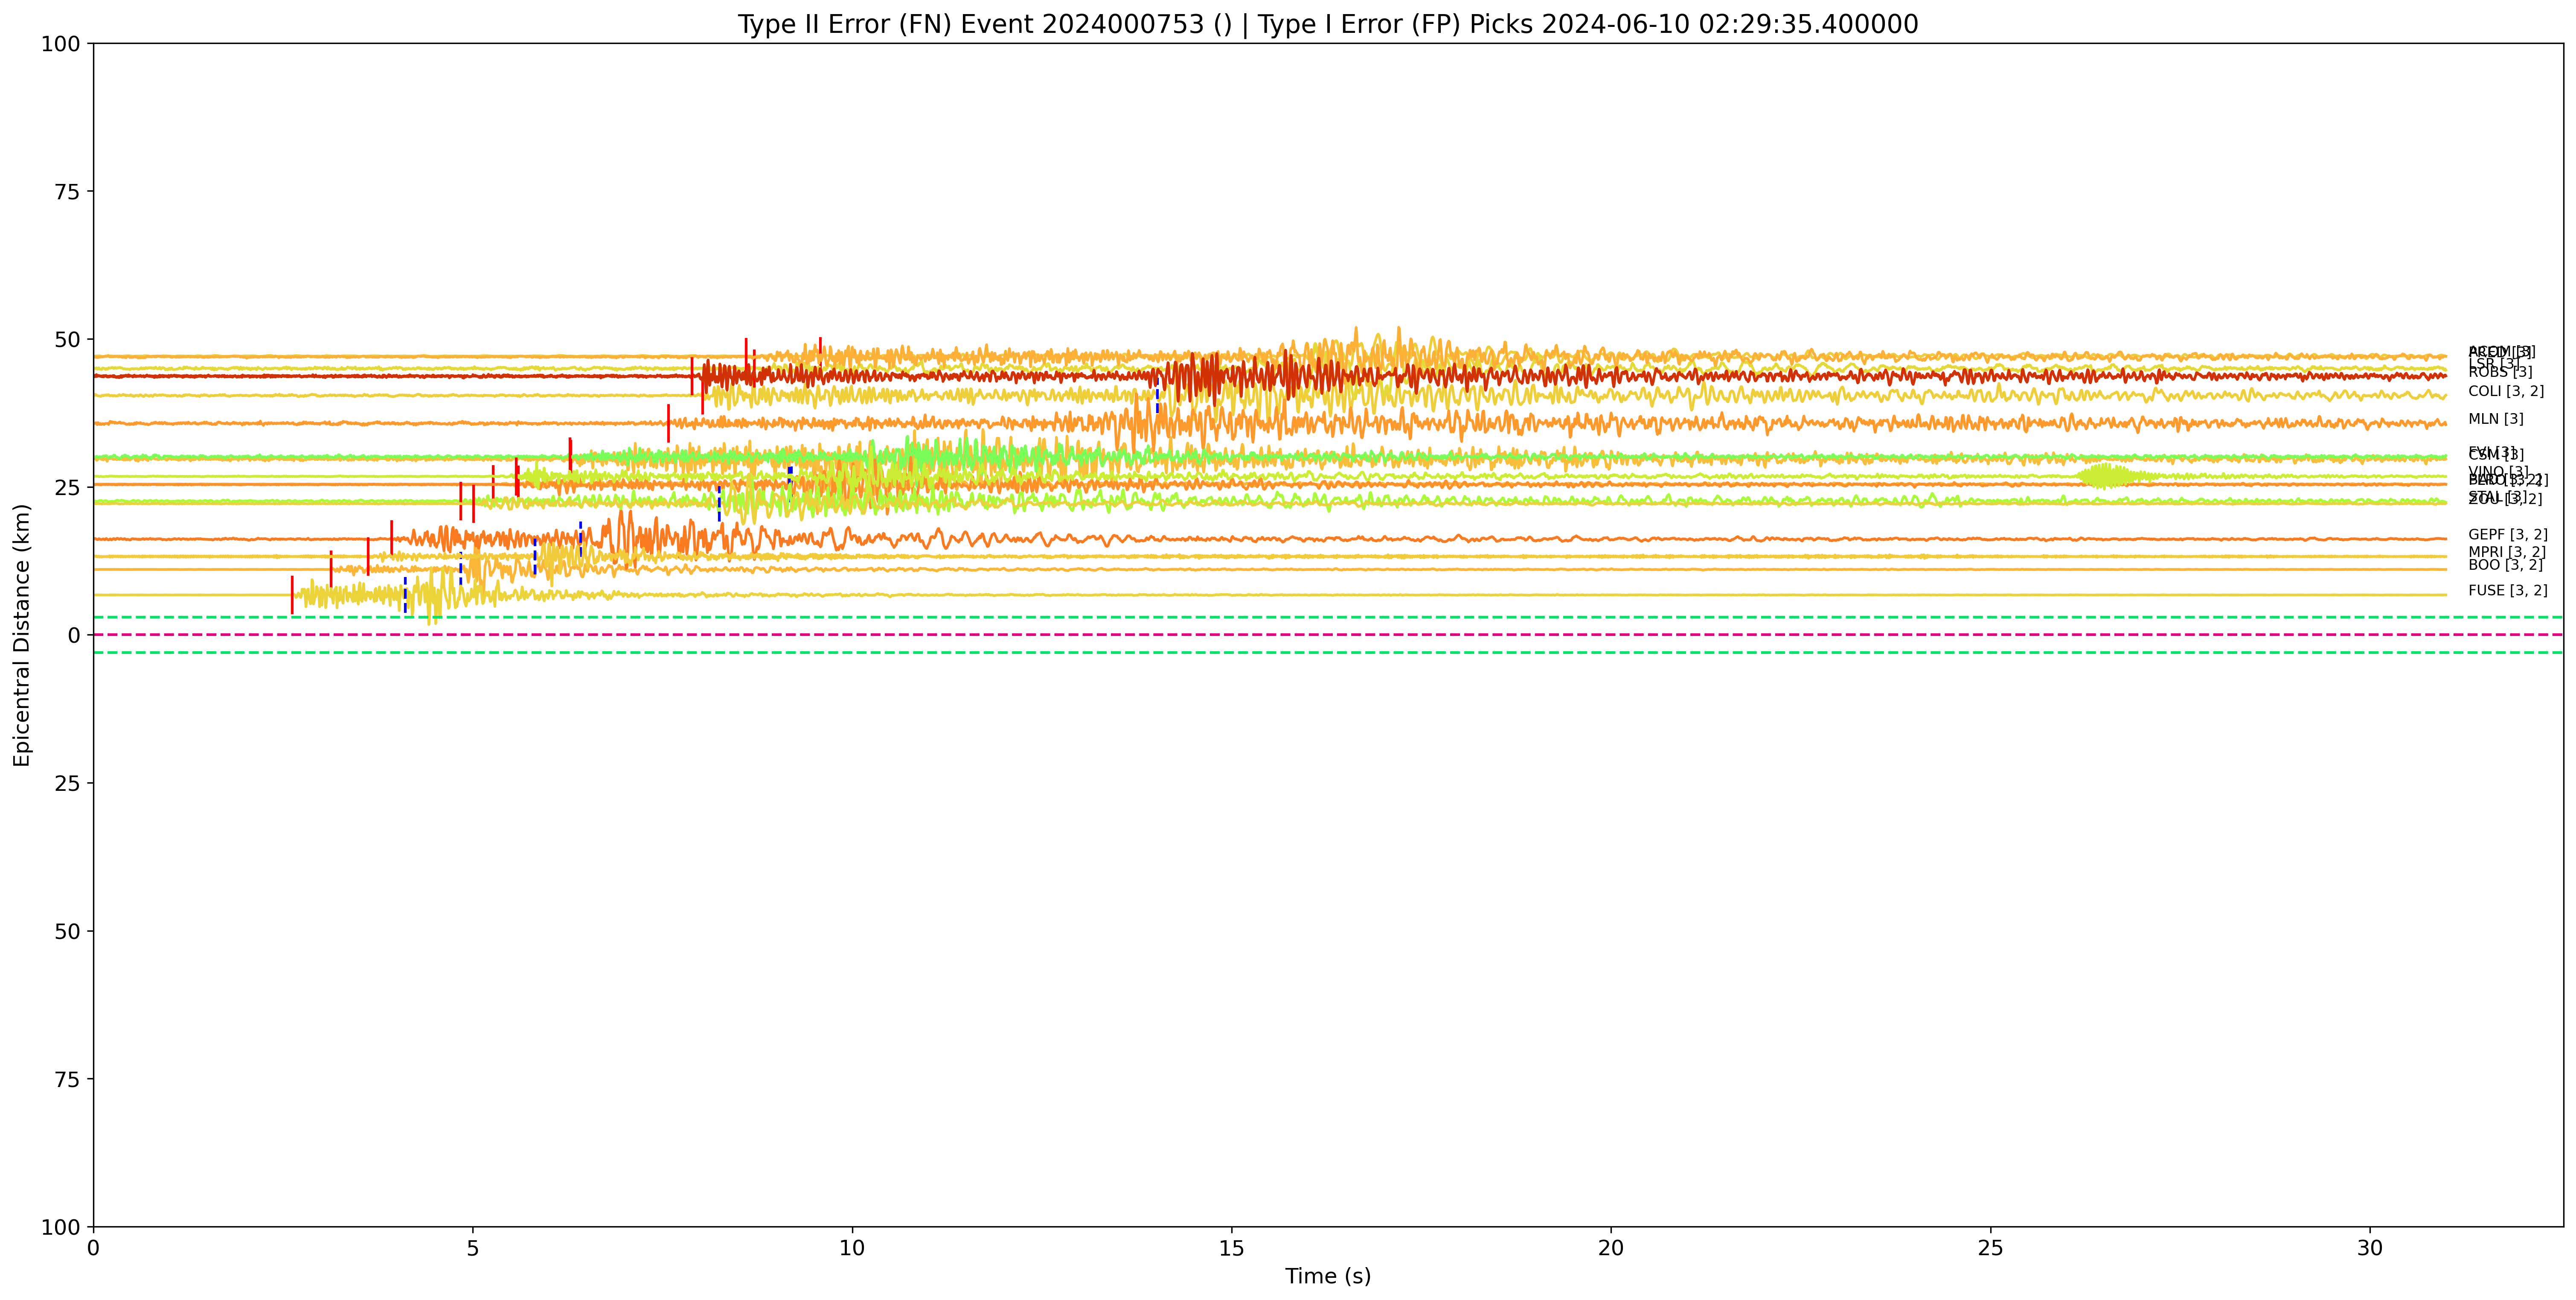 Type II Error (FN) Event 2024000753 () | Type I Error (FP) Picks 2024-06-10 02:29:35.400000
100
75
50
25
0
25
50
75
100
Epicentral Distance (km)
LSR [3]
ROBS [3]
COLI [3, 2]
MLN [3]
CSM [3]
VINO [3]
STAL [3]
GEPF [3, 2]
MPRI [3, 2]
BOO [3, 2]
FUSE [3, 2]
0
5
10
15
20
25
30
Time (s)